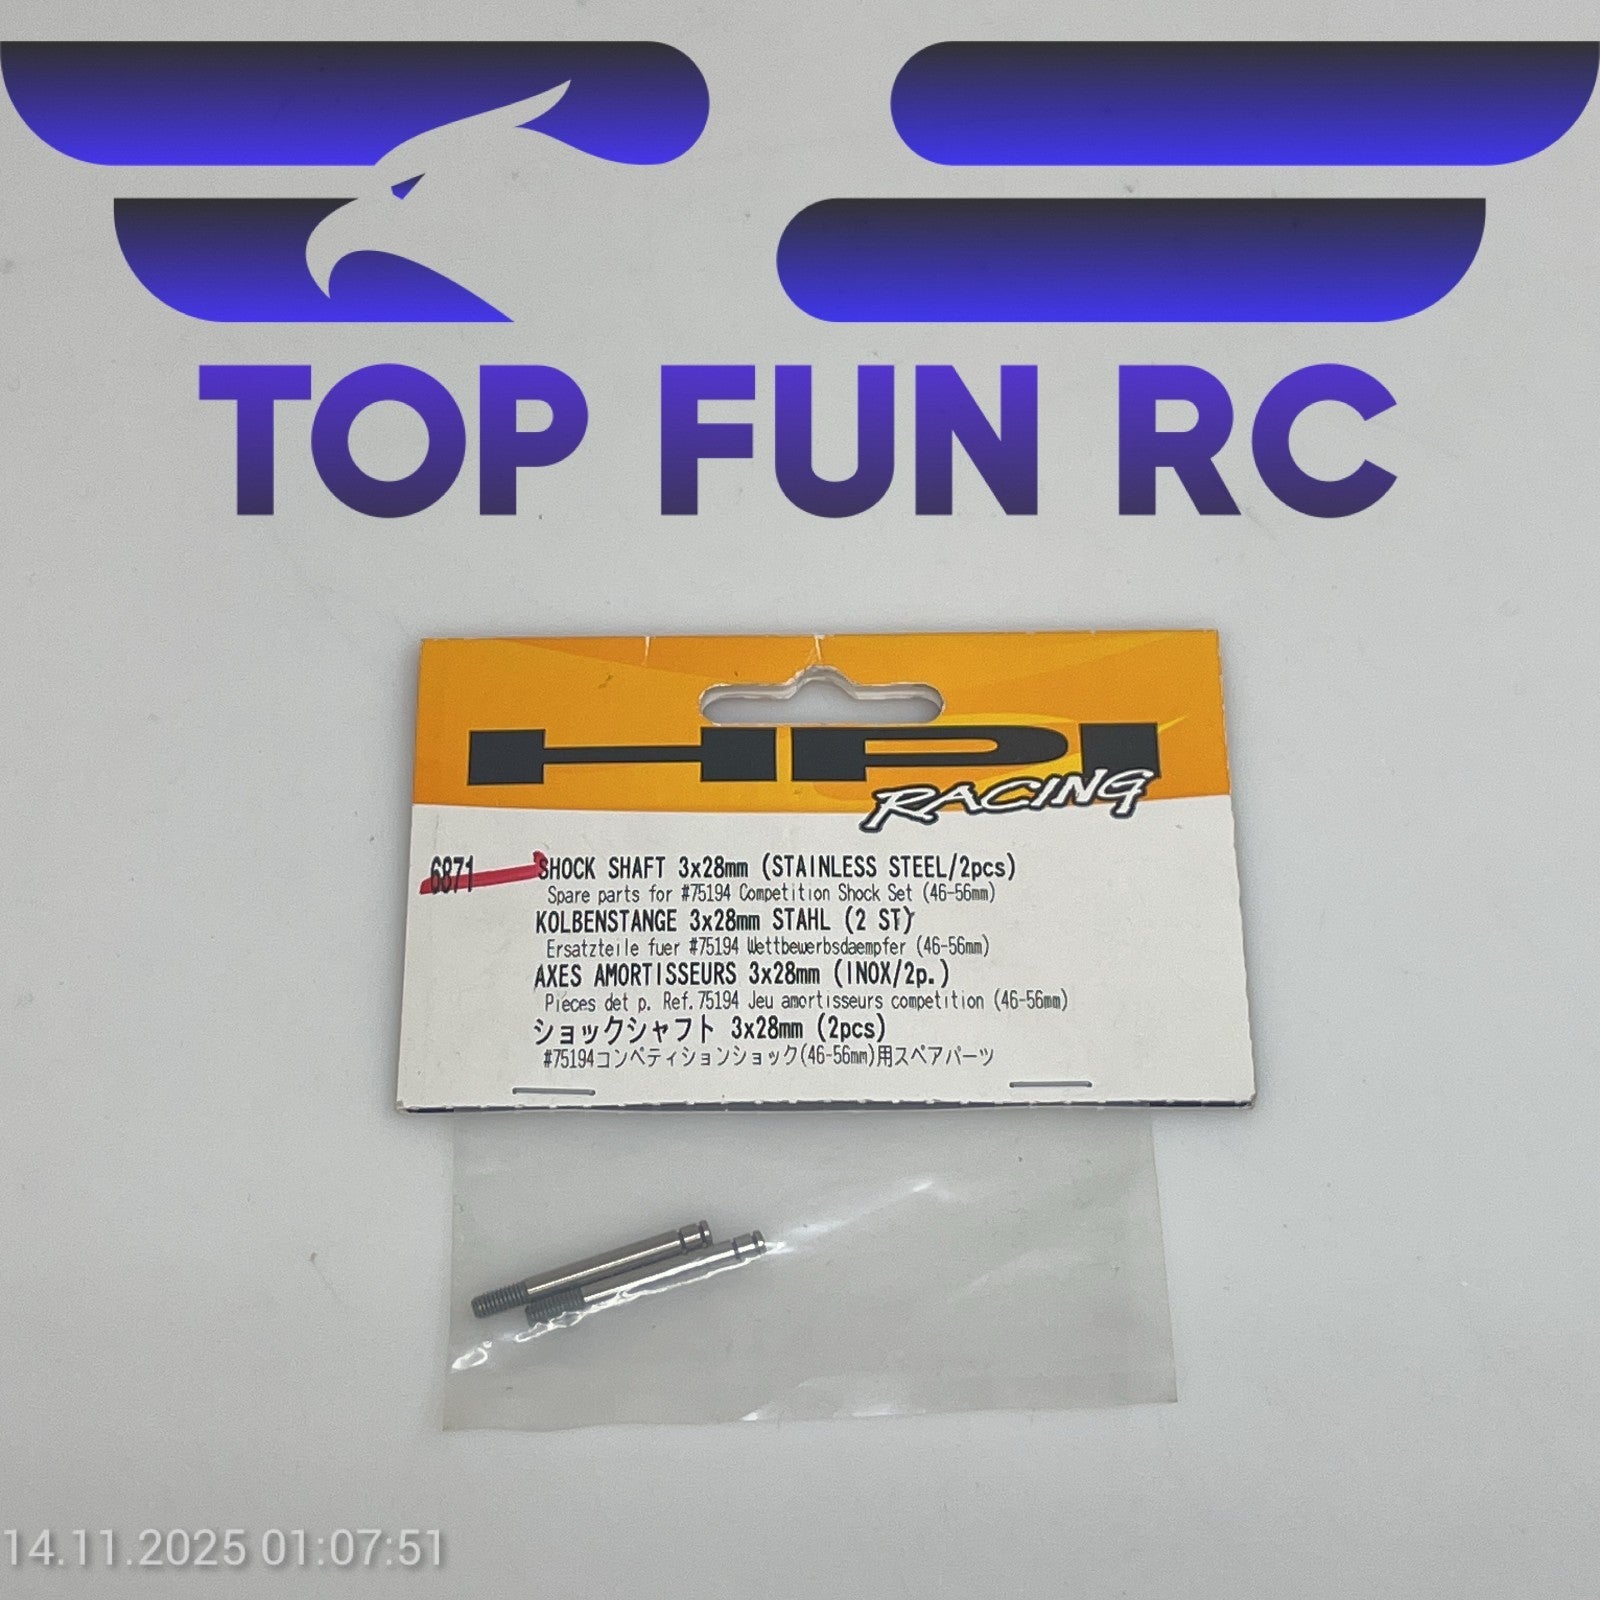 TOP FUN RC
HPI
RACING
6871 SHOCK SHAFT 3x28mm (STAINLESS STEEL/2pcs)
Spare parts for #75194 Competition Shock Set (46-56mm)
KOLBENSTANGE 3x28mm STAHL (2 ST)
Ersatzteile fuer #75194 Wettbewerbsdaempfer (46-56mm)
AXES AMORTISSEURS 3x28mm (INOX/2p.)
Pieces det p. Ref.75194 Jeu amortisseurs competition (46-56mm)
ショックシャフト 3x28mm (2pcs)
#75194コンペティションショック(46-56mm)用スペアパーツ
14.11.2025 01:07:51